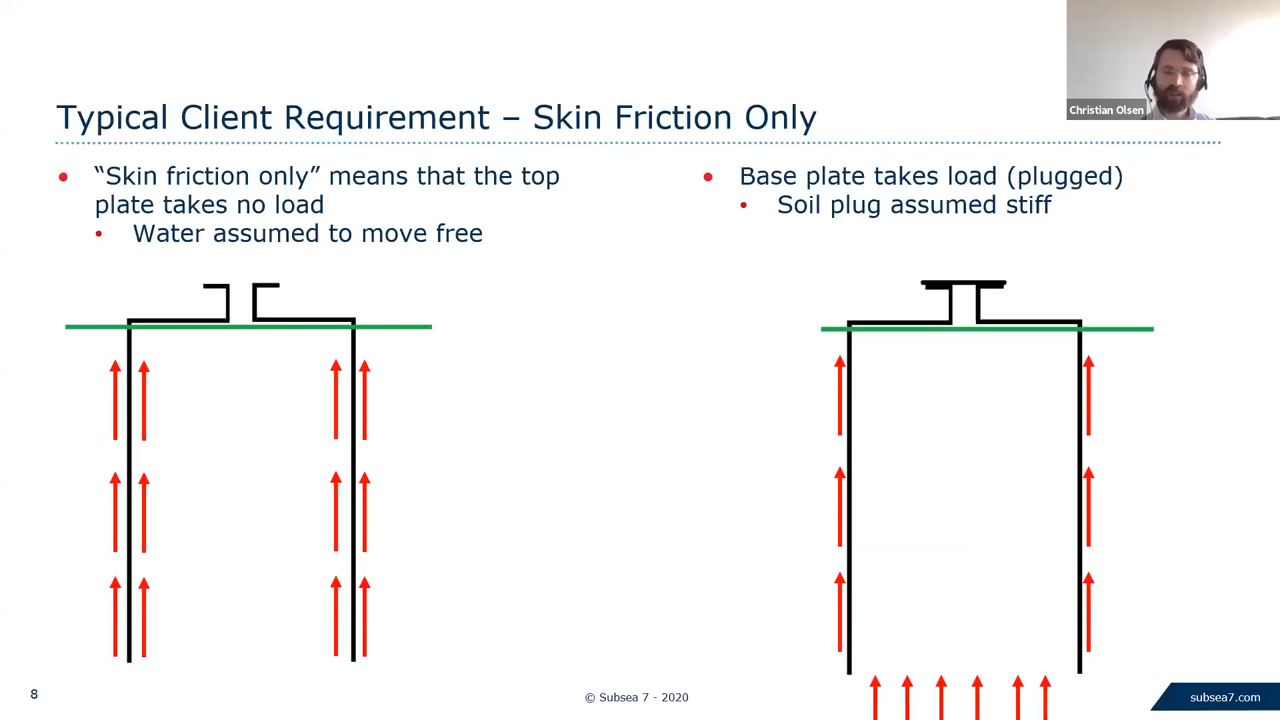 Christian Olsen
Typical Client Requirement – Skin Friction Only
“Skin friction only” means that the top
plate takes no load
Water assumed to move free
Base plate takes load (plugged)
Soil plug assumed stiff
8
© Subsea 7 - 2020
subsea7.com